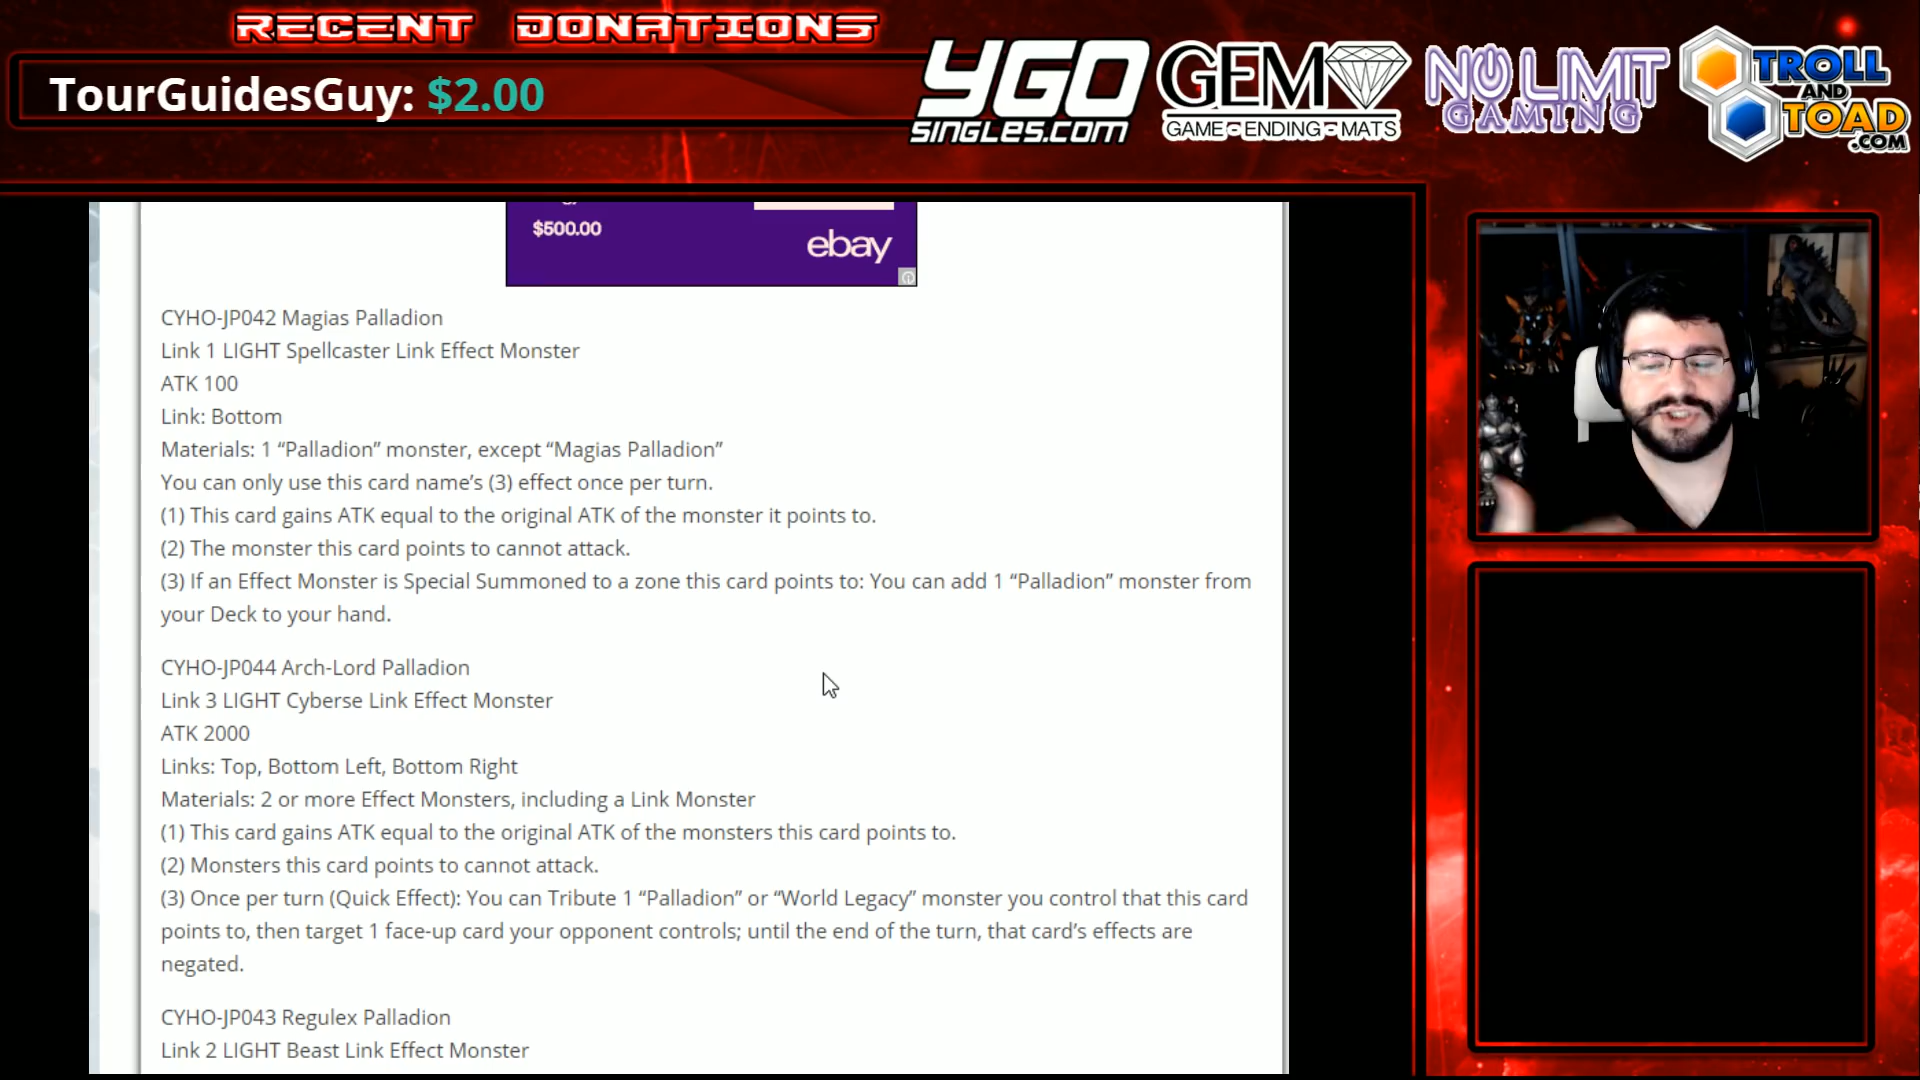 RECENT DONATIONS
TourGuidesGuy: $2.00
YGO
SINGLES.COM
GEM
GAME-ENDING-MATS
NO LIMIT
GAMING
TROLL
AND
TOAD
.COM
$500.00
ebay
CYHO-JP042 Magias Palladion
Link 1 LIGHT Spellcaster Link Effect Monster
ATK 100
Link: Bottom
Materials: 1 “Palladion” monster, except “Magias Palladion”
You can only use this card name’s (3) effect once per turn.
(1) This card gains ATK equal to the original ATK of the monster it points to.
(2) The monster this card points to cannot attack.
(3) If an Effect Monster is Special Summoned to a zone this card points to: You can add 1 “Palladion” monster from
your Deck to your hand.
CYHO-JP044 Arch-Lord Palladion
Link 3 LIGHT Cyberse Link Effect Monster
ATK 2000
Links: Top, Bottom Left, Bottom Right
Materials: 2 or more Effect Monsters, including a Link Monster
(1) This card gains ATK equal to the original ATK of the monsters this card points to.
(2) Monsters this card points to cannot attack.
(3) Once per turn (Quick Effect): You can Tribute 1 “Palladion” or “World Legacy” monster you control that this card
points to, then target 1 face-up card your opponent controls; until the end of the turn, that card’s effects are
negated.
CYHO-JP043 Regulex Palladion
Link 2 LIGHT Beast Link Effect Monster